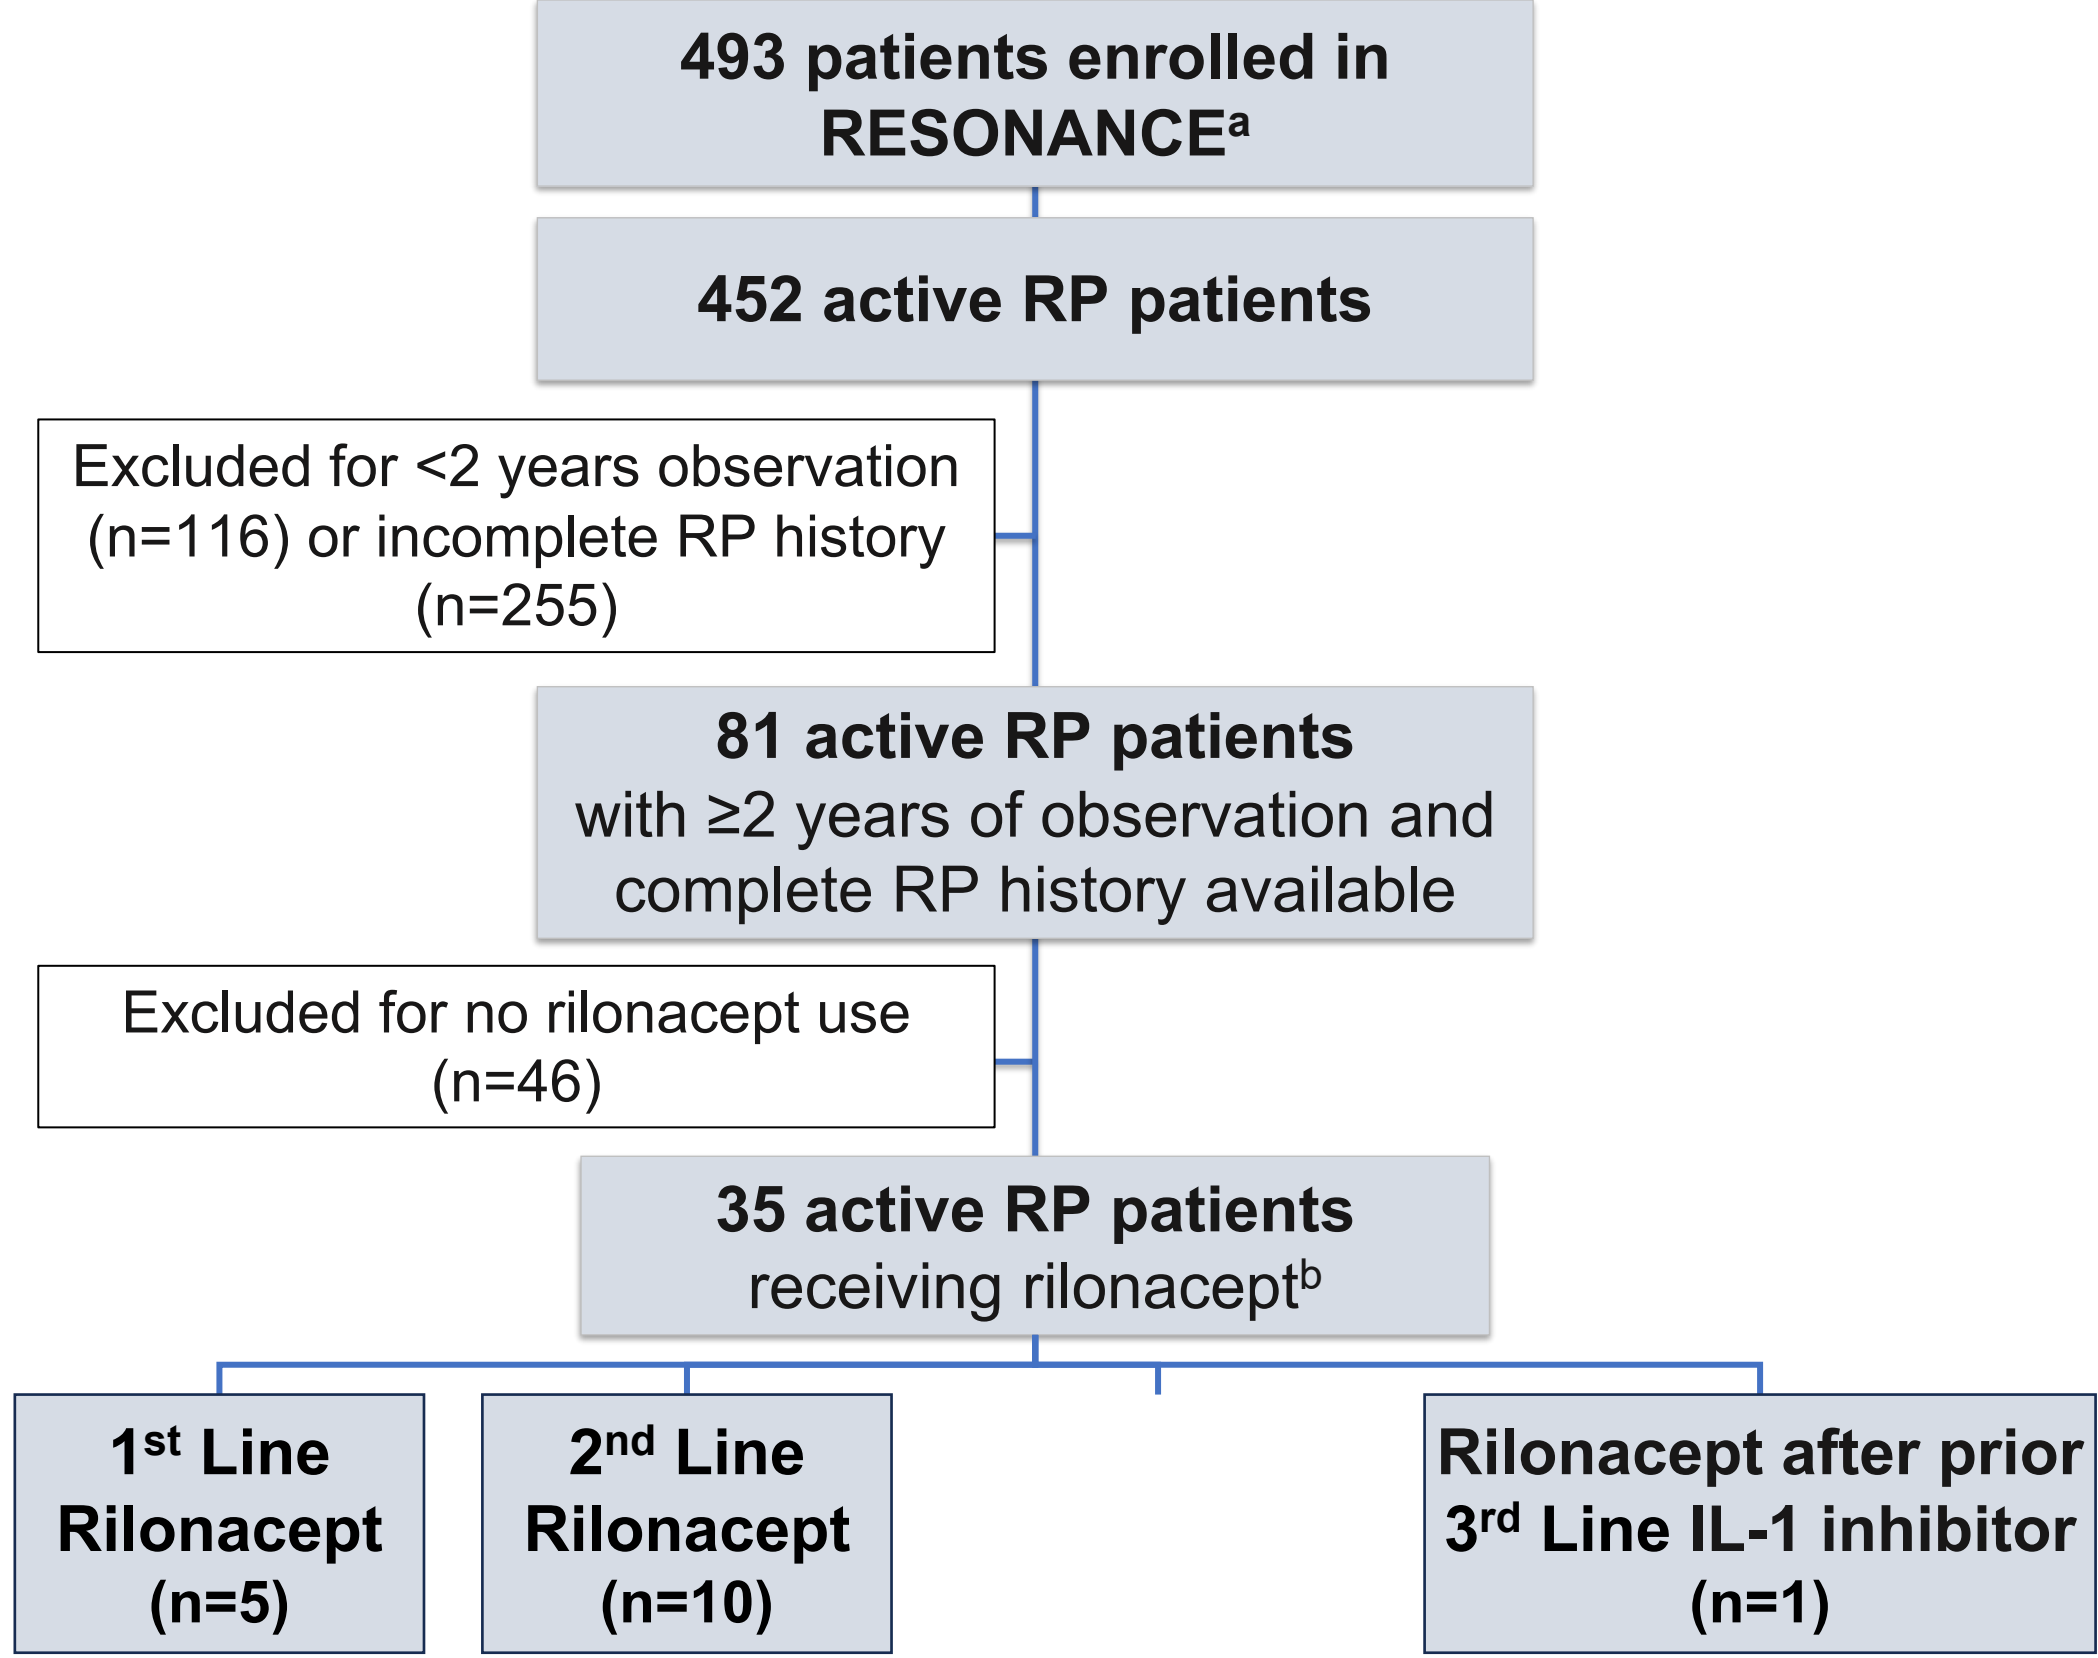 493 patients enrolled in
RESONANCEᵃ
452 active RP patients
Excluded for <2 years observation
(n=116) or incomplete RP history
(n=255)
81 active RP patients
with ≥2 years of observation and
complete RP history available
Excluded for no rilonacept use
(n=46)
35 active RP patients
receiving rilonaceptᵇ
1ˢᵗ Line
Rilonacept
(n=5)
2ⁿᵈ Line
Rilonacept
(n=10)
Rilonacept after prior
3ʳᵈ Line IL-1 inhibitor
(n=1)